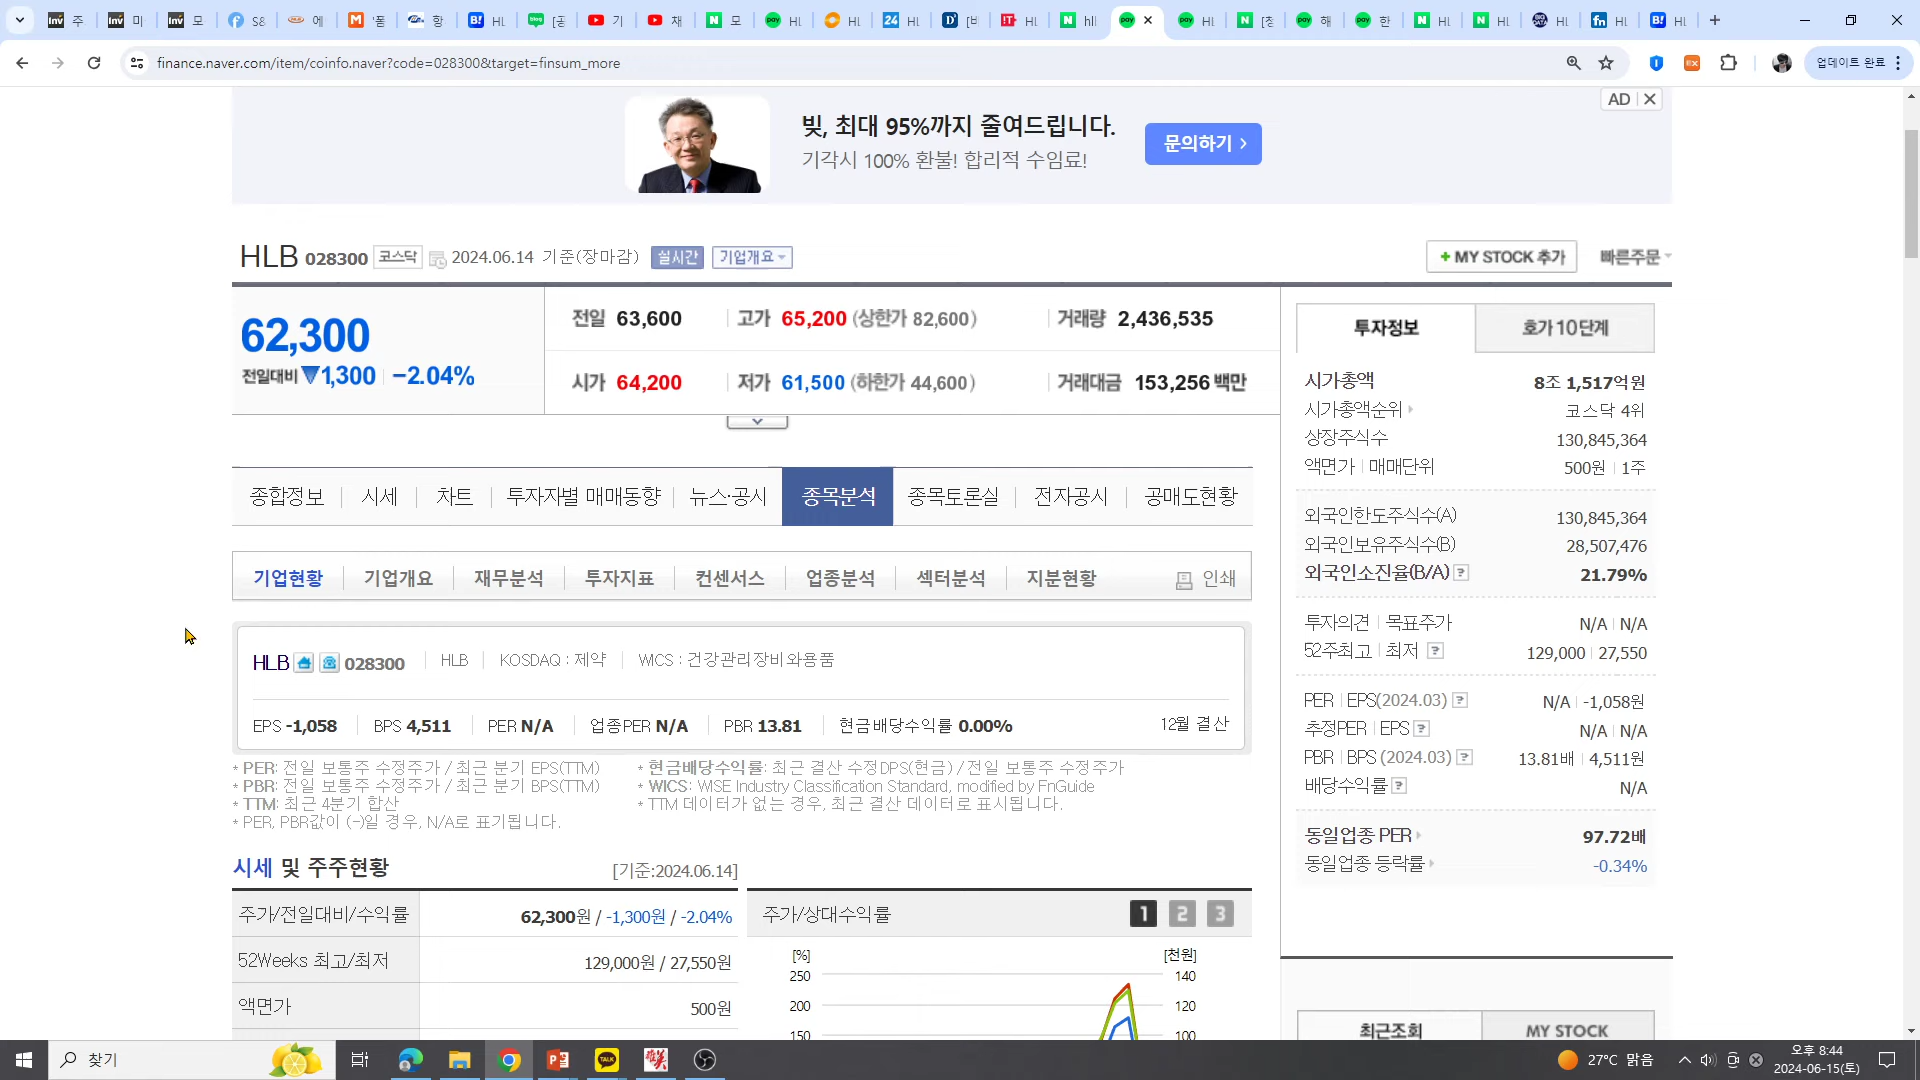 주
미
모
S&
에
'폼
항
HL
[공
기
채
모
HL
HL
HL
[ㅂ
HL
hll
HL
[청
해
한
HL
HL
HL
HL
HL
finance.naver.com/item/coinfo.naver?code=028300&target=finsum_more
업데이트 완료
AD
빚, 최대 95%까지 줄여드립니다.
기각시 100% 환불! 합리적 수임료!
문의하기
HLB 028300 코스닥 2024.06.14 기준(장마감) 실시간 기업개요
+ MY STOCK 추가 빠른주문
62,300
전일대비 ▼1,300 −2.04%
전일 63,600 고가 65,200 (상한가 82,600) 거래량 2,436,535
시가 64,200 저가 61,500 (하한가 44,600) 거래대금 153,256 백만
종합정보 시세 차트 투자자별 매매동향 뉴스·공시 종목분석 종목토론실 전자공시 공매도현황
기업현황 기업개요 재무분석 투자지표 컨센서스 업종분석 섹터분석 지분현황 인쇄
HLB 028300 HLB KOSDAQ : 제약 WICS : 건강관리장비와용품
EPS -1,058 BPS 4,511 PER N/A 업종PER N/A PBR 13.81 현금배당수익률 0.00% 12월 결산
* PER: 전일 보통주 수정주가 / 최근 분기 EPS(TTM)
* PBR: 전일 보통주 수정주가 / 최근 분기 BPS(TTM)
* TTM: 최근 4분기 합산
* PER, PBR값이 (-)일 경우, N/A로 표기됩니다.
* 현금배당수익률: 최근 결산 수정DPS(현금) / 전일 보통주 수정주가
* WICS: WISE Industry Classification Standard, modified by FnGuide
* TTM 데이터가 없는 경우, 최근 결산 데이터로 표시됩니다.
시세 및 주주현황 [기준:2024.06.14]
주가/전일대비/수익률 62,300원 / -1,300원 / -2.04%
52Weeks 최고/최저 129,000원 / 27,550원
액면가 500원
주가/상대수익률 1 2 3
[%] [천원]
250 140
200 120
150 100
투자정보 호가 10단계
시가총액 8조 1,517억원
시가총액순위 코스닥 4위
상장주식수 130,845,364
액면가 매매단위 500원 1주
외국인한도주식수(A) 130,845,364
외국인보유주식수(B) 28,507,476
외국인소진율(B/A) ? 21.79%
투자의견 목표주가 N/A N/A
52주최고 최저 ? 129,000 27,550
PER EPS(2024.03) ? N/A -1,058원
추정PER EPS ? N/A N/A
PBR BPS (2024.03) ? 13.81배 4,511원
배당수익률 ? N/A
동일업종 PER 97.72배
동일업종 등락률 -0.34%
최근조회 MY STOCK
찾기
27°C 맑음
오후 8:44
2024-06-15(토)